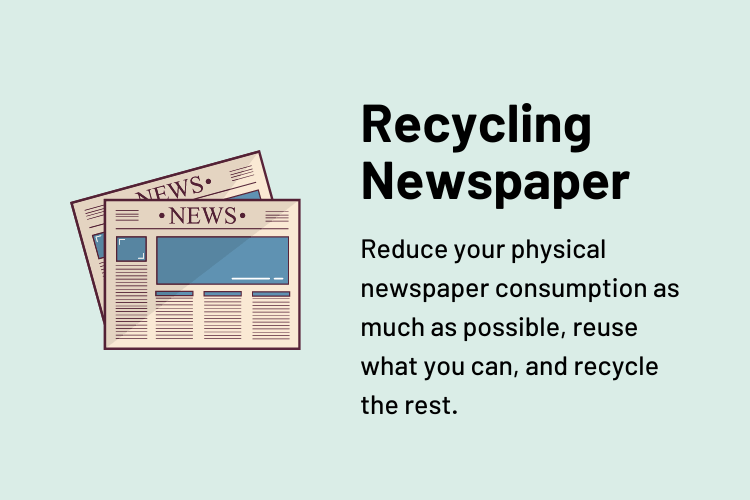 •NEWS•
NEWS•
Recycling
Newspaper
Reduce your physical
newspaper consumption as
much as possible, reuse
what you can, and recycle
the rest.